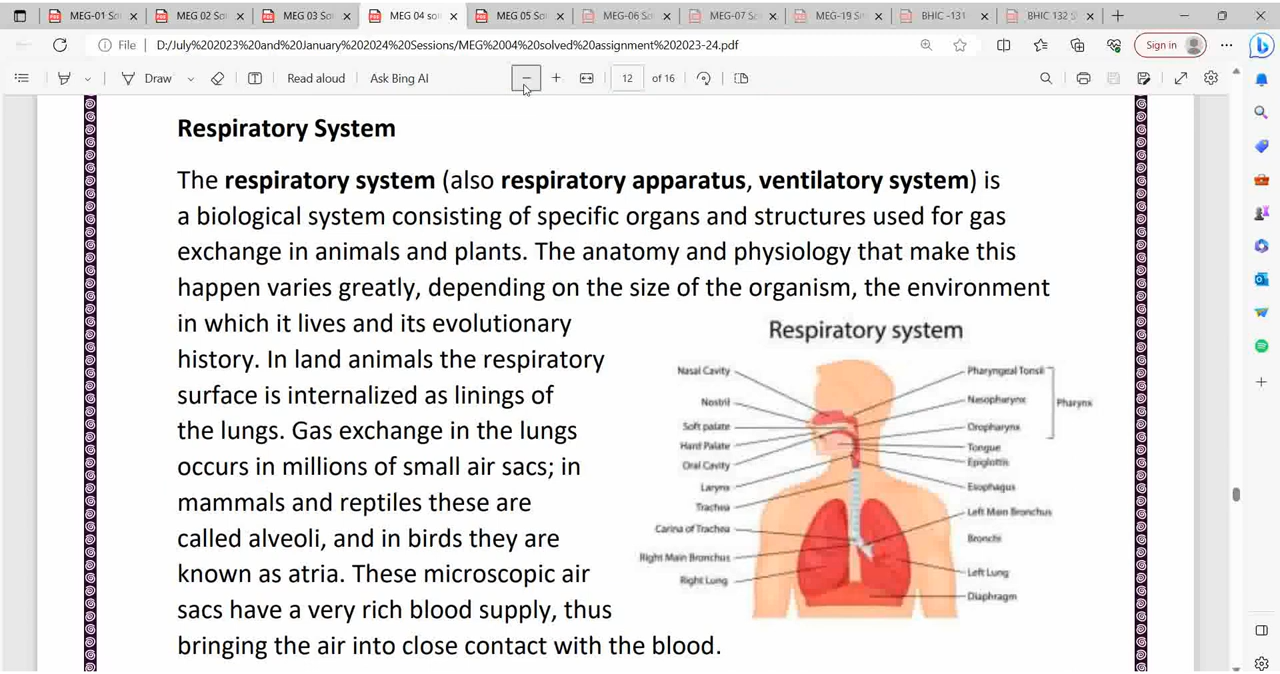 MEG-01 So
MEG 02 So
MEG 03 Sol
MEG 04 so
MEG 05 So
MEG-06 So
MEG-07 S
MEG-19 S
BHIC -131
BHIC 132 S
File
D:/July%202023%20and%20January%202024%20Sessions/MEG%2004%20solved%20assignment%202023-24.pdf
Sign in
Draw
Read aloud
Ask Bing AI
12
of 16
Respiratory System
The respiratory system (also respiratory apparatus, ventilatory system) is
a biological system consisting of specific organs and structures used for gas
exchange in animals and plants. The anatomy and physiology that make this
happen varies greatly, depending on the size of the organism, the environment
in which it lives and its evolutionary
history. In land animals the respiratory
surface is internalized as linings of
the lungs. Gas exchange in the lungs
occurs in millions of small air sacs; in
mammals and reptiles these are
called alveoli, and in birds they are
known as atria. These microscopic air
sacs have a very rich blood supply, thus
bringing the air into close contact with the blood.
Respiratory system
Nasal Cavity
Nostril
Soft palate
Hard Palate
Oral Cavity
Larynx
Trachea
Carina of Trachea
Right Main Bronchus
Right Lung
Pharyngeal Tonsil
Nasopharynx
Pharynx
Oropharynx
Tongue
Epiglottis
Esophagus
Left Main Bronchus
Bronchi
Left Lung
Diaphragm